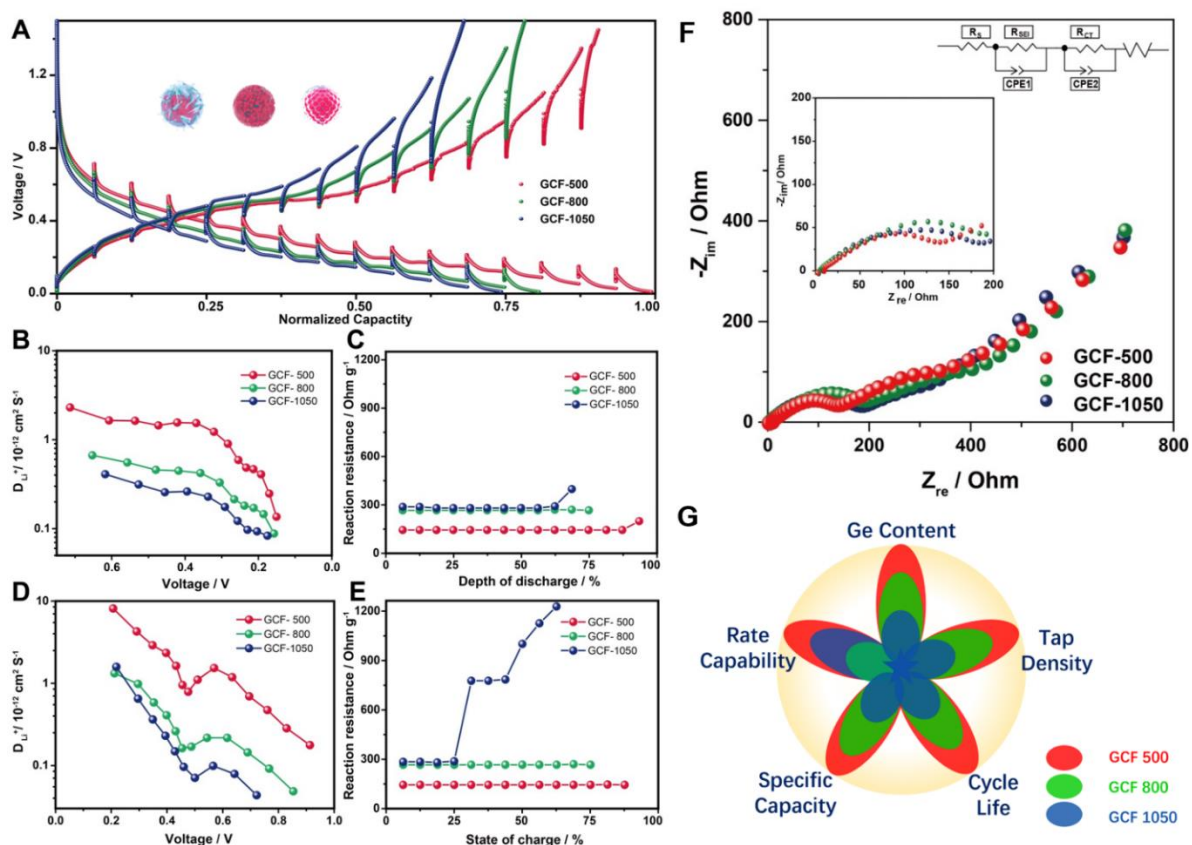 A
Voltage / V
1.2
0.8
0.4
0.0
0.00
0.25
0.50
0.75
1.00
Normalized Capactity
GCF-500
GCF-800
GCF-1050
B
D Li⁺/ 10⁻¹² cm² S⁻¹
10
1
0.1
0.6
0.4
0.2
0.0
Voltage / V
GCF- 500
GCF- 800
GCF-1050
C
Reaction resistance / Ohm g⁻¹
1200
900
600
300
0
0
25
50
75
100
Depth of discharge / %
GCF- 500
GCF- 800
GCF-1050
D
D Li⁺/ 10⁻¹² cm² S⁻¹
10
1
0.1
0.0
0.2
0.4
0.6
0.8
1.0
Voltage / V
GCF- 500
GCF- 800
GCF-1050
E
Reaction resistance / Ohm g⁻¹
1200
900
600
300
0
0
25
50
75
100
State of charge / %
GCF- 500
GCF- 800
GCF-1050
F
-Zim / Ohm
800
600
400
200
0
0
200
400
600
800
Zre / Ohm
RS
RSEI
RCT
CPE1
CPE2
-Zim/ Ohm
200
150
100
50
0
0
50
100
150
200
Z re / Ohm
GCF-500
GCF-800
GCF-1050
G
Ge Content
Rate
Capability
Tap
Density
Specific
Capacity
Cycle
Life
GCF 500
GCF 800
GCF 1050